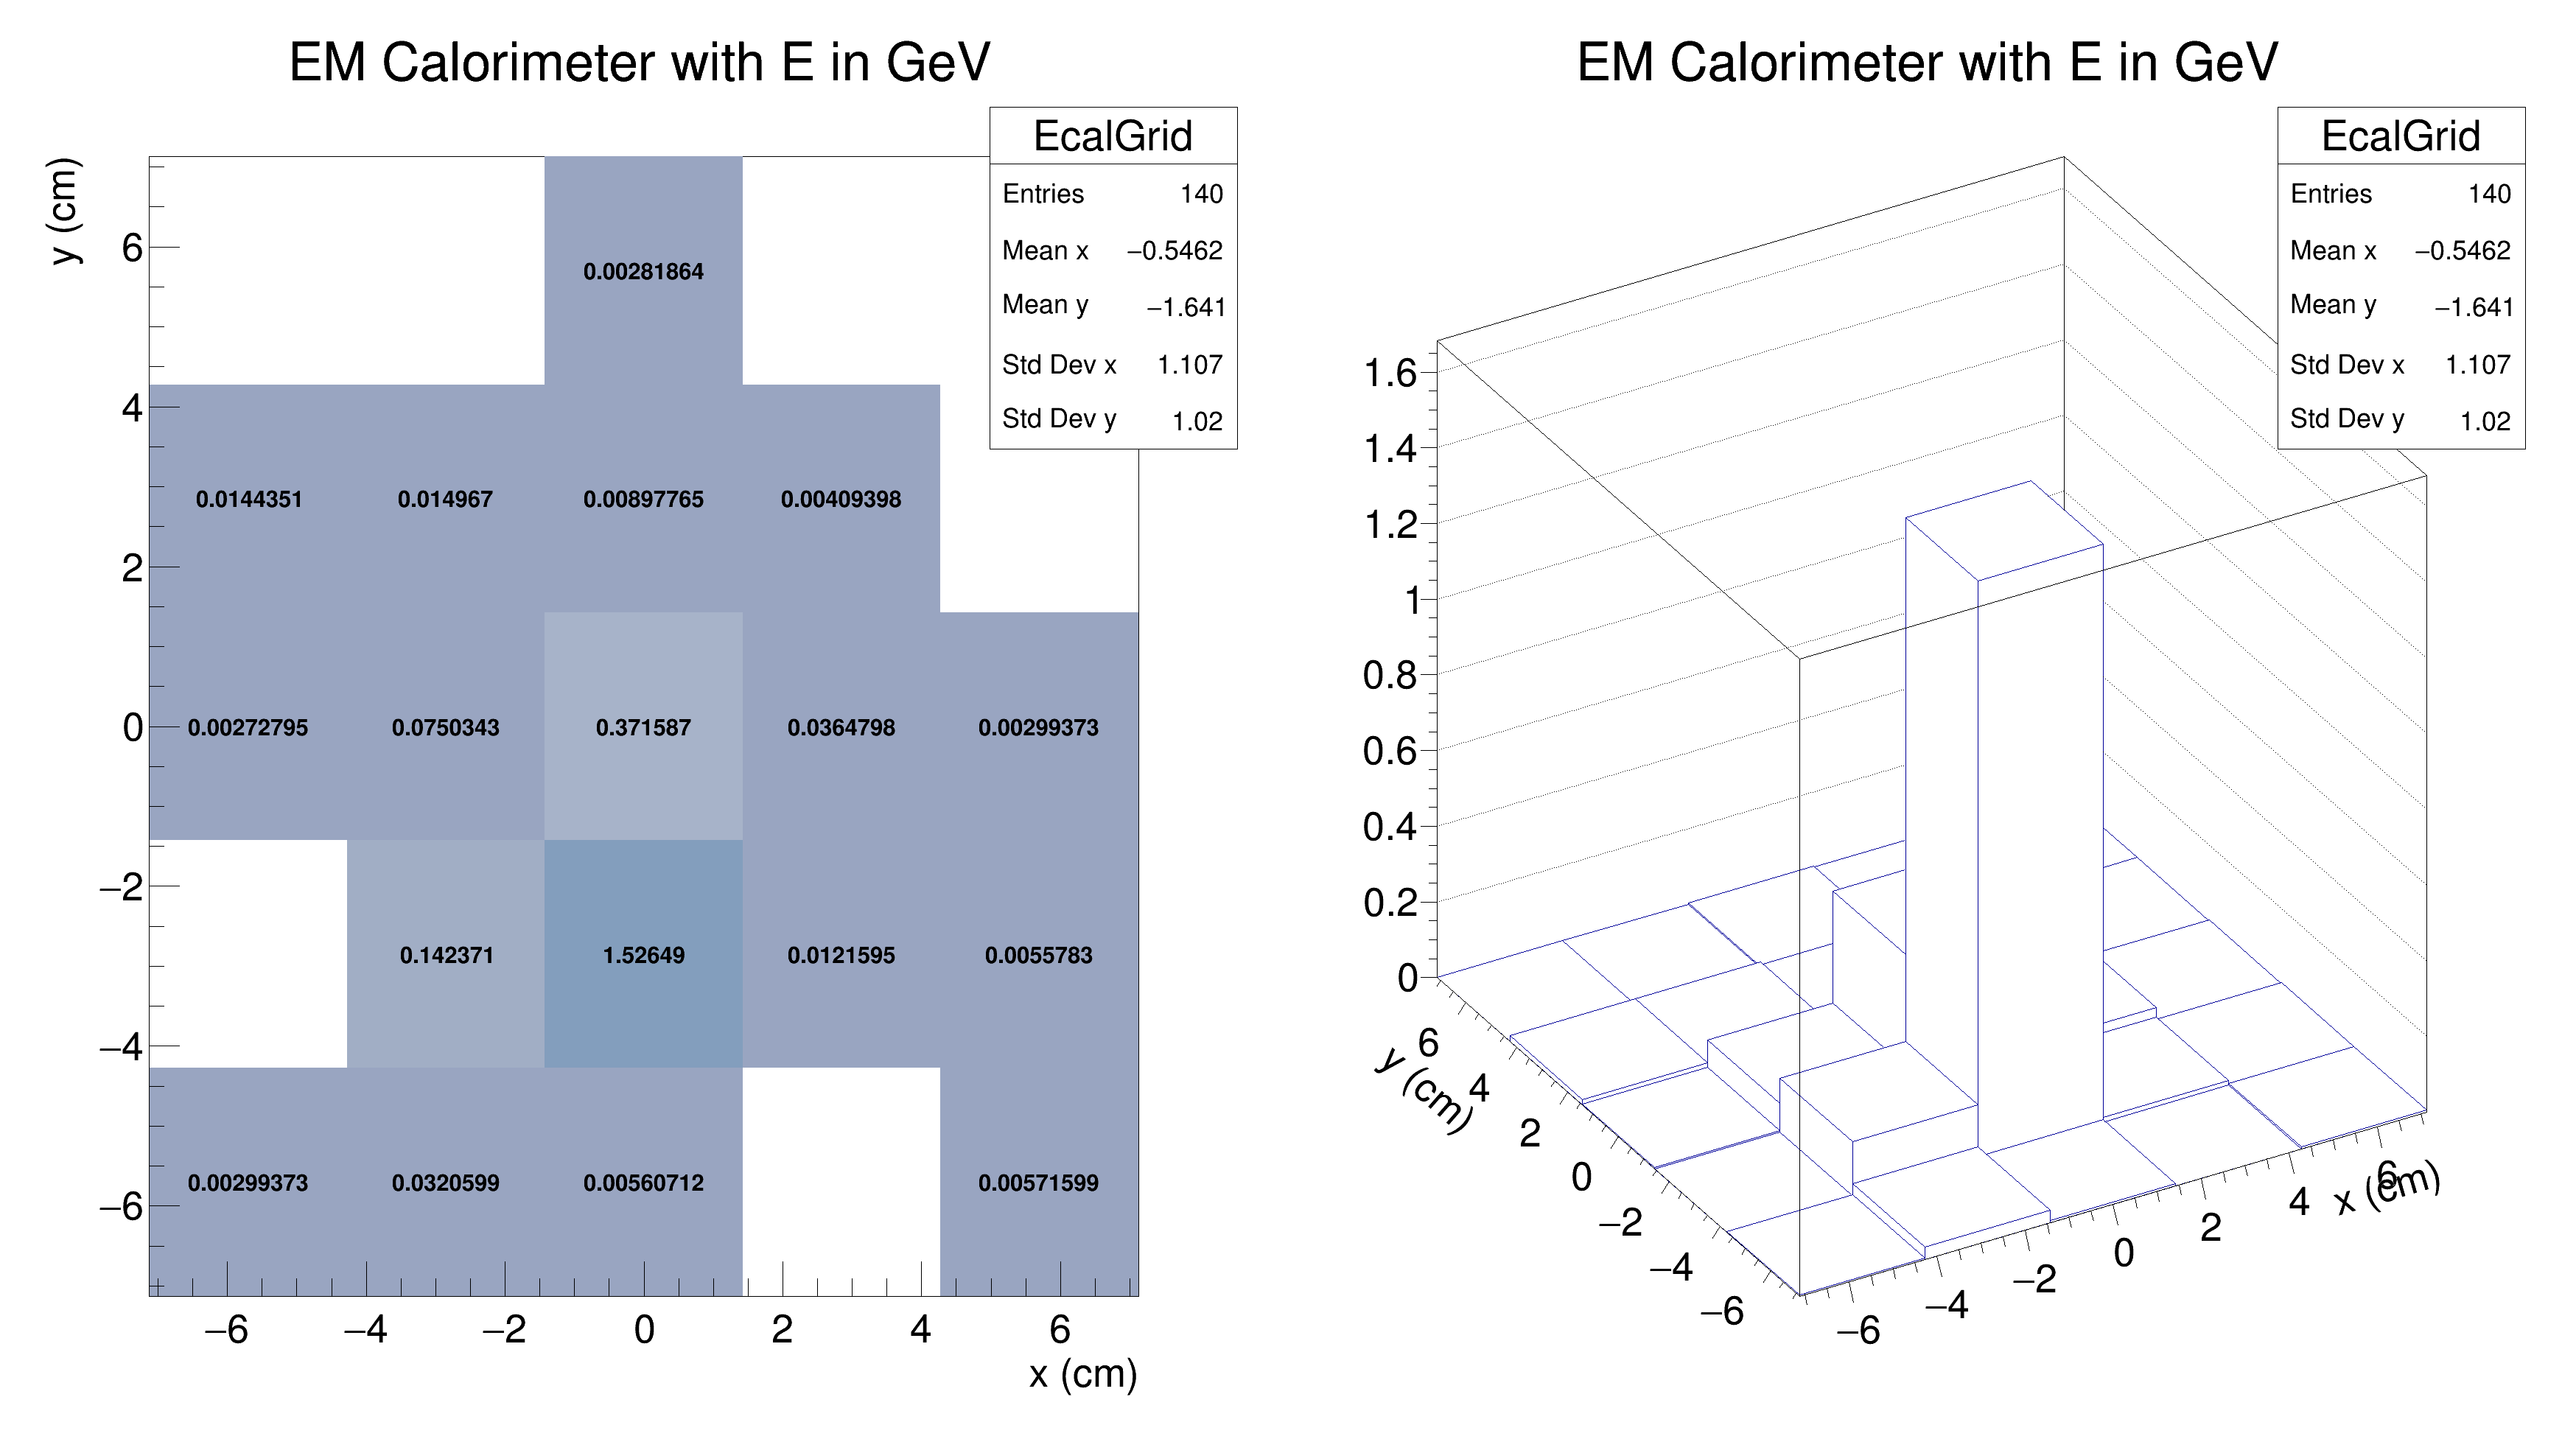 EM Calorimeter with E in GeV
EcalGrid
Entries 140
Mean x −0.5462
Mean y −1.641
Std Dev x 1.107
Std Dev y 1.02
y (cm)
6
4
2
0
−2
−4
−6
0.00281864
0.0144351 0.014967 0.00897765 0.00409398
0.00272795 0.0750343 0.371587 0.0364798 0.00299373
0.142371 1.52649 0.0121595 0.0055783
0.00299373 0.0320599 0.00560712 0.00571599
−6 −4 −2 0 2 4 6
x (cm)
EM Calorimeter with E in GeV
EcalGrid
Entries 140
Mean x −0.5462
Mean y −1.641
Std Dev x 1.107
Std Dev y 1.02
1.6
1.4
1.2
1
0.8
0.6
0.4
0.2
0
y (cm)
6
4
2
0
−2
−4
−6
−6
−4
−2
0
2
4
6
x (cm)